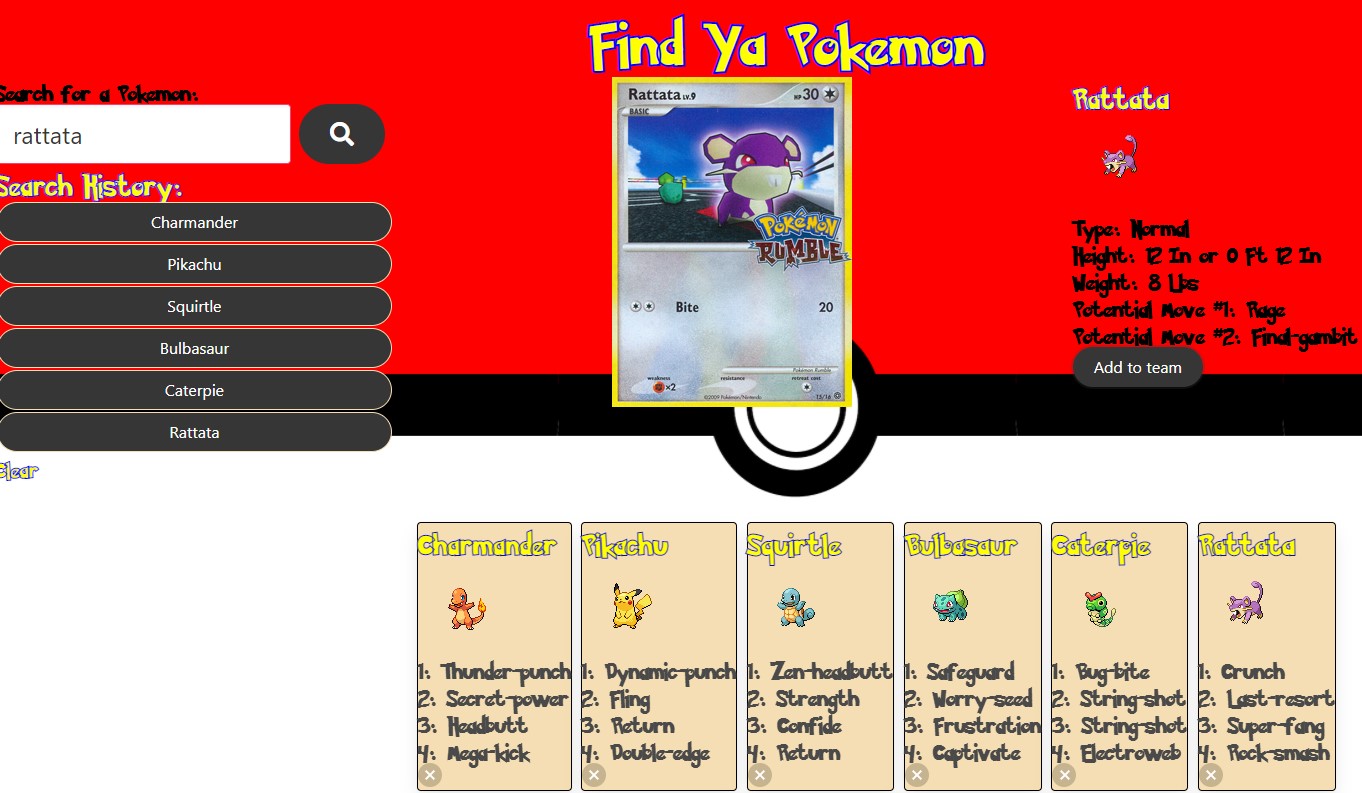 Find Ya Pokemon
Search for a Pokemon:
rattata
Search History:
Charmander
Pikachu
Squirtle
Bulbasaur
Caterpie
Rattata
Clear
Rattata LV.9
HP 30
BASIC
POKÉMON
RUMBLE
Bite 20
Pokémon Rumble
weakness resistance retreat cost
×2
©2009 Pokémon/Nintendo 15/16
Rattata
Type: Normal
Height: 12 In or 0 Ft 12 In
Weight: 8 Lbs
Potential Move #1: Rage
Potential Move #2: Final-gambit
Add to team
Charmander
1: Thunder-punch
2: Secret-power
3: Headbutt
4: Mega-kick
Pikachu
1: Dynamic-punch
2: Fling
3: Return
4: Double-edge
Squirtle
1: Zen-headbutt
2: Strength
3: Confide
4: Return
Bulbasaur
1: Safeguard
2: Worry-seed
3: Frustration
4: Captivate
Caterpie
1: Bug-bite
2: String-shot
3: String-shot
4: Electroweb
Rattata
1: Crunch
2: Last-resort
3: Super-fang
4: Rock-smash